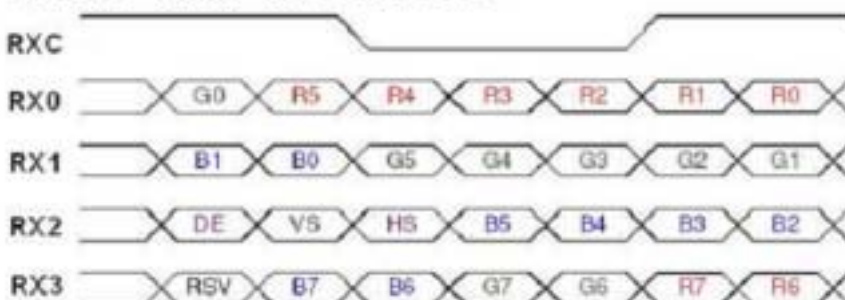 RXC
RX0 G0 R5 R4 R3 R2 R1 R0
RX1 B1 B0 G5 G4 G3 G2 G1
RX2 DE VS HS B5 B4 B3 B2
RX3 RSV B7 B6 G7 G6 R7 R6